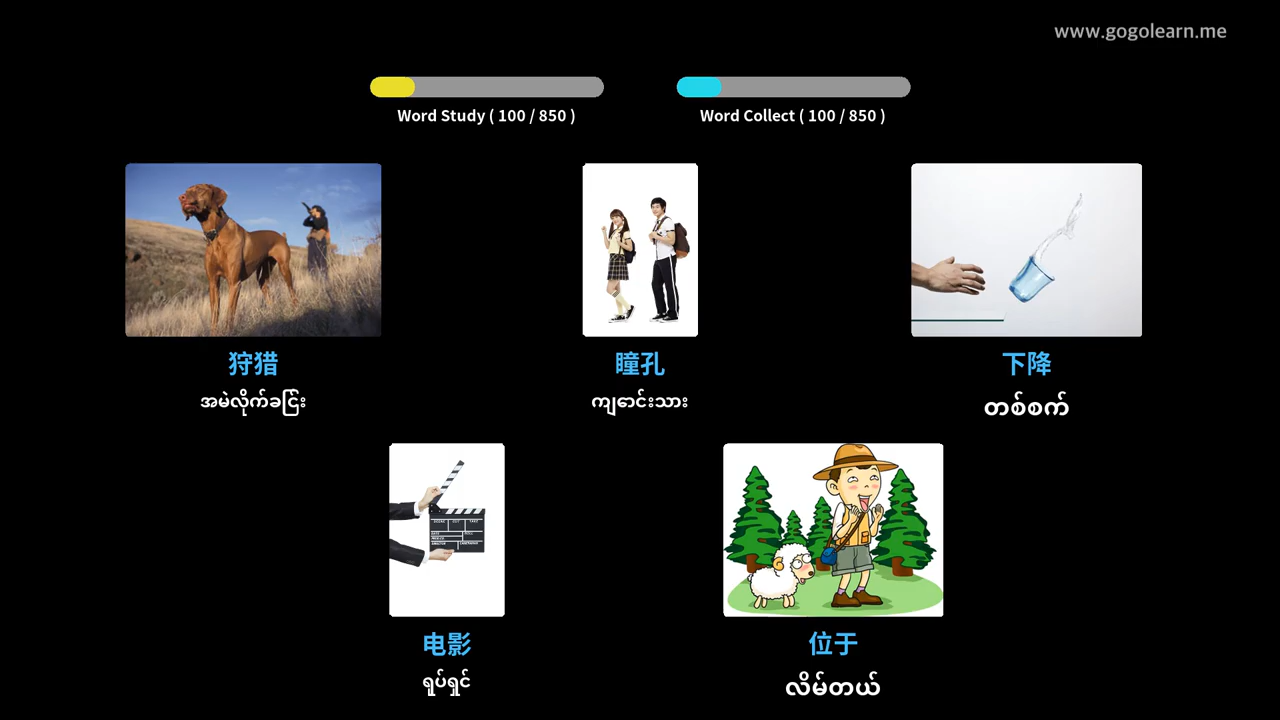 www.gogolearn.me
Word Study ( 100 / 850 )
Word Collect ( 100 / 850 )
狩猎
瞳孔
下降
အမဲလိုက်ခြင်း
ကျောင်းသား
တစ်စက်
电影
位于
ရုပ်ရှင်
လိမ်တယ်